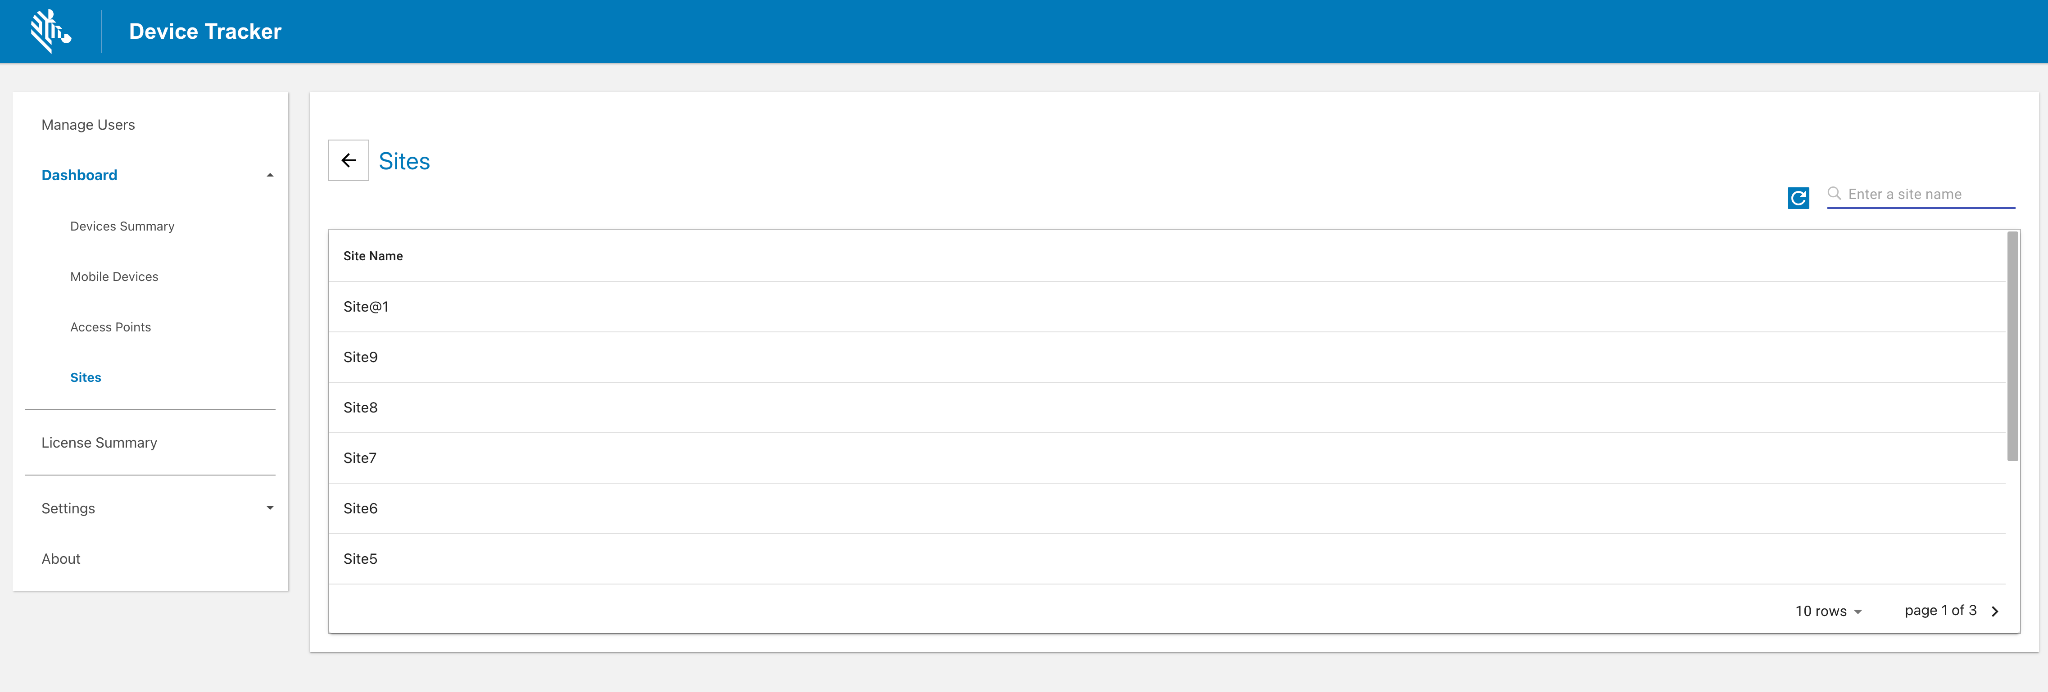 Device Tracker
Manage Users
Dashboard
Devices Summary
Mobile Devices
Access Points
Sites
License Summary
Settings
About
Sites
Enter a site name
Site Name
Site@1
Site9
Site8
Site7
Site6
Site5
10 rows page 1 of 3